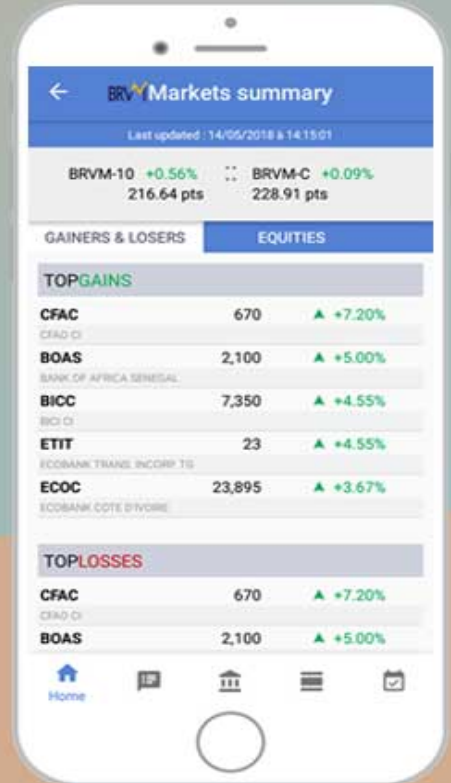 BRVM Markets summary
Last updated : 14/05/2018 à 14:15:01
BRVM-10 +0.56% BRVM-C +0.09%
216.64 pts 228.91 pts
GAINERS & LOSERS EQUITIES
TOPGAINS
CFAC 670 ▲ +7.20%
CFAO CI
BOAS 2,100 ▲ +5.00%
BANK OF AFRICA SENEGAL
BICC 7,350 ▲ +4.55%
BICI CI
ETIT 23 ▲ +4.55%
ECOBANK TRANS. INCORP. TG
ECOC 23,895 ▲ +3.67%
ECOBANK COTE D'IVOIRE
TOPLOSSES
CFAC 670 ▲ +7.20%
CFAO CI
BOAS 2,100 ▲ +5.00%
Home